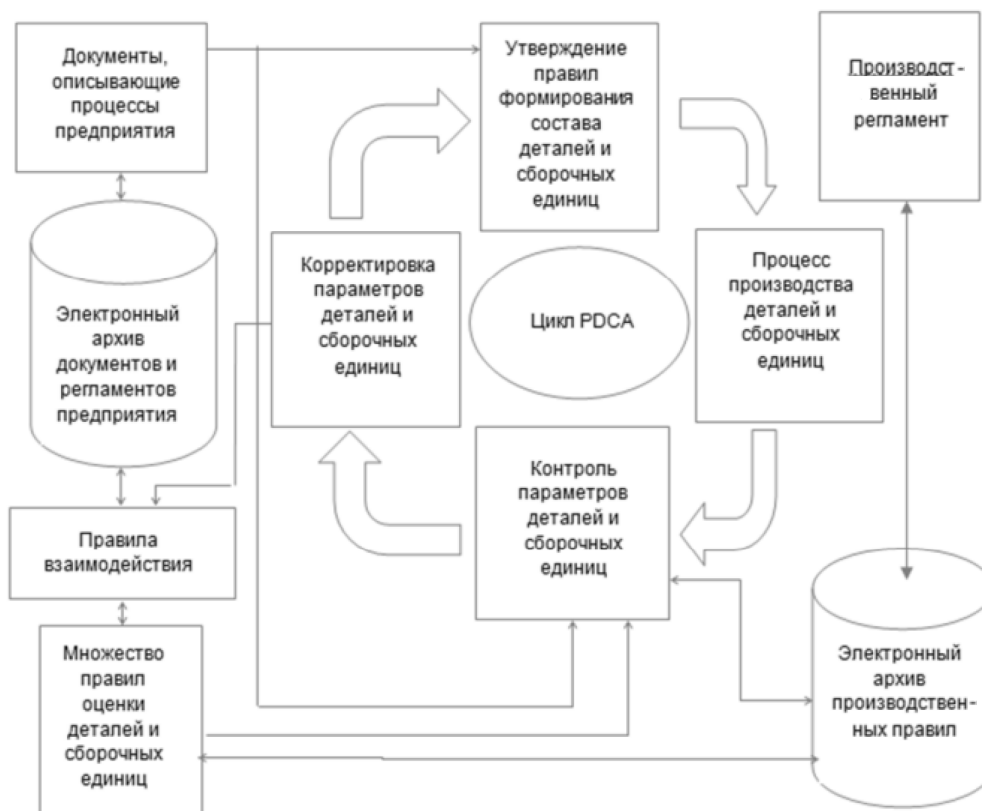 Документы,
описывающие
процессы
предприятия
Утверждение
правил
формирования
состава
деталей и
сборочных
единиц
Производст-
венный
регламент
Электронный
архив
документов и
регламентов
предприятия
Корректировка
параметров
деталей и
сборочных
единиц
Цикл PDCA
Процесс
производства
деталей и
сборочных
единиц
Правила
взаимодействия
Контроль
параметров
деталей и
сборочных
единиц
Множество
правил
оценки
деталей и
сборочных
единиц
Электронный
архив
производствен-
ных правил